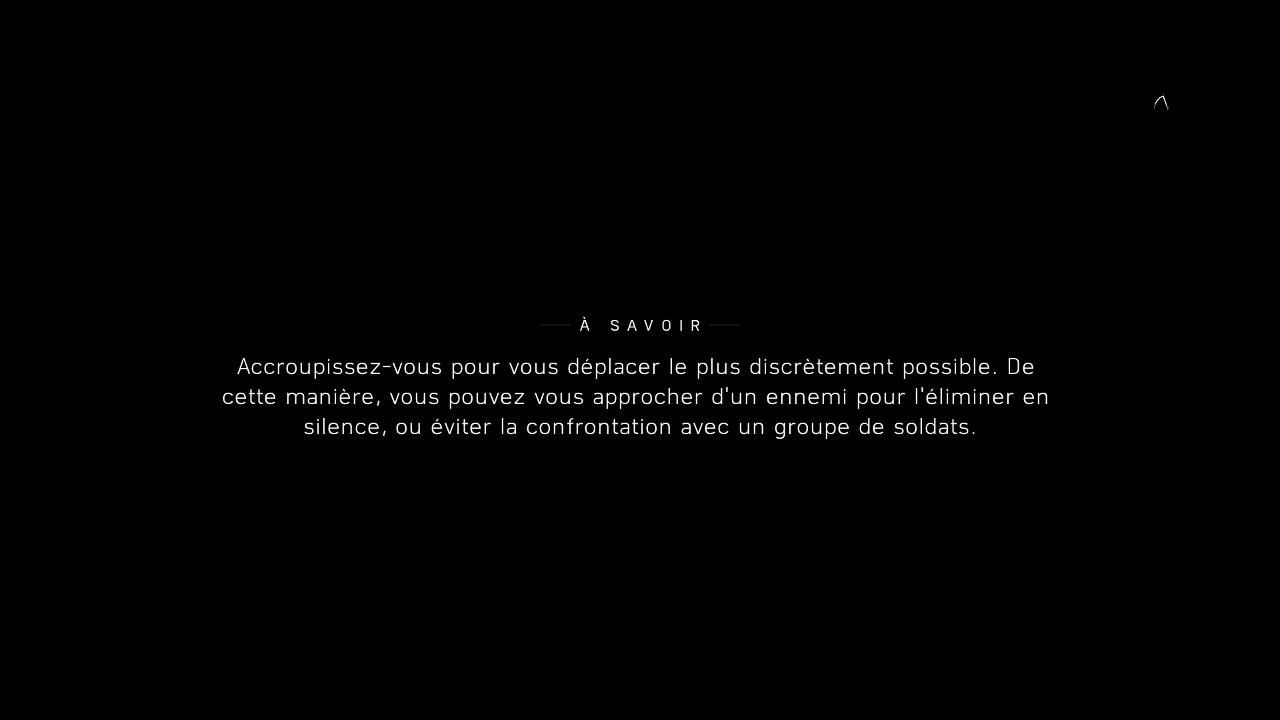 À SAVOIR
Accroupissez-vous pour vous déplacer le plus discrètement possible. De
cette manière, vous pouvez vous approcher d'un ennemi pour l'éliminer en
silence, ou éviter la confrontation avec un groupe de soldats.